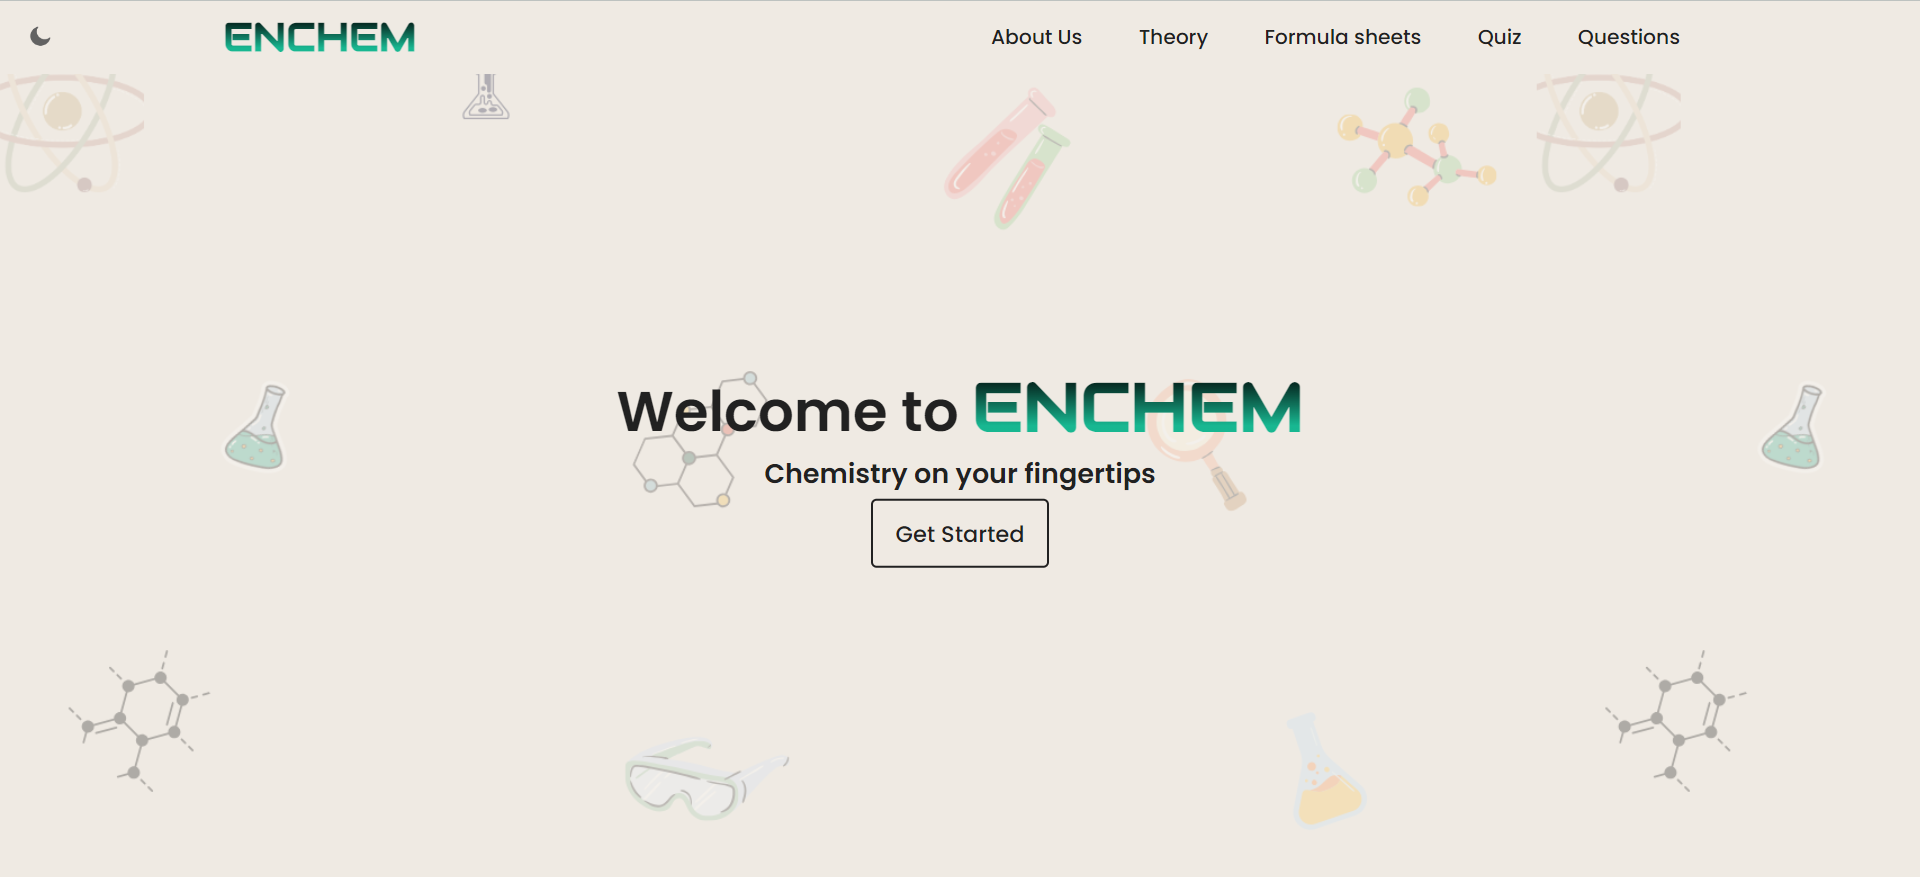 ENCHEM About Us Theory Formula sheets Quiz Questions
Welcome to ENCHEM
Chemistry on your fingertips
Get Started